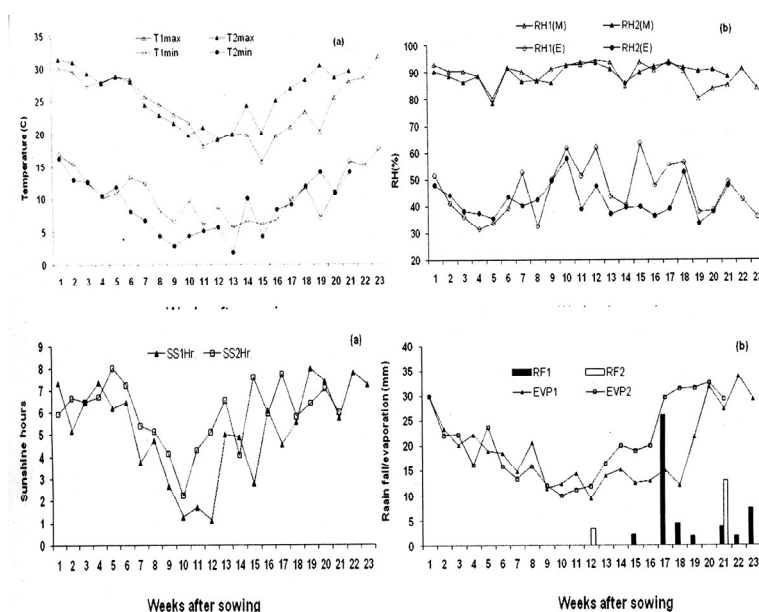 T1max T2max
T1min T2min
(a)
Temperature (C)
35
30
25
20
15
10
5
0
1 2 3 4 5 6 7 8 9 10 11 12 13 14 15 16 17 18 19 20 21 22 23
RH1(M) RH2(M)
RH1(E) RH2(E)
(b)
RH(%)
100
90
80
70
60
50
40
30
20
1 2 3 4 5 6 7 8 9 10 11 12 13 14 15 16 17 18 19 20 21 22 23
SS1Hr. SS2Hr.
(a)
Sunshine hours
9
8
7
6
5
4
3
2
1
0
1 2 3 4 5 6 7 8 9 10 11 12 13 14 15 16 17 18 19 20 21 22 23
Weeks after sowing
(b)
RF1 RF2
EVP1 EVP2
Raain fall/evaporation (mm)
40
35
30
25
20
15
10
5
0
1 2 3 4 5 6 7 8 9 10 11 12 13 14 15 16 17 18 19 20 21 22 23
Weeks after sowing